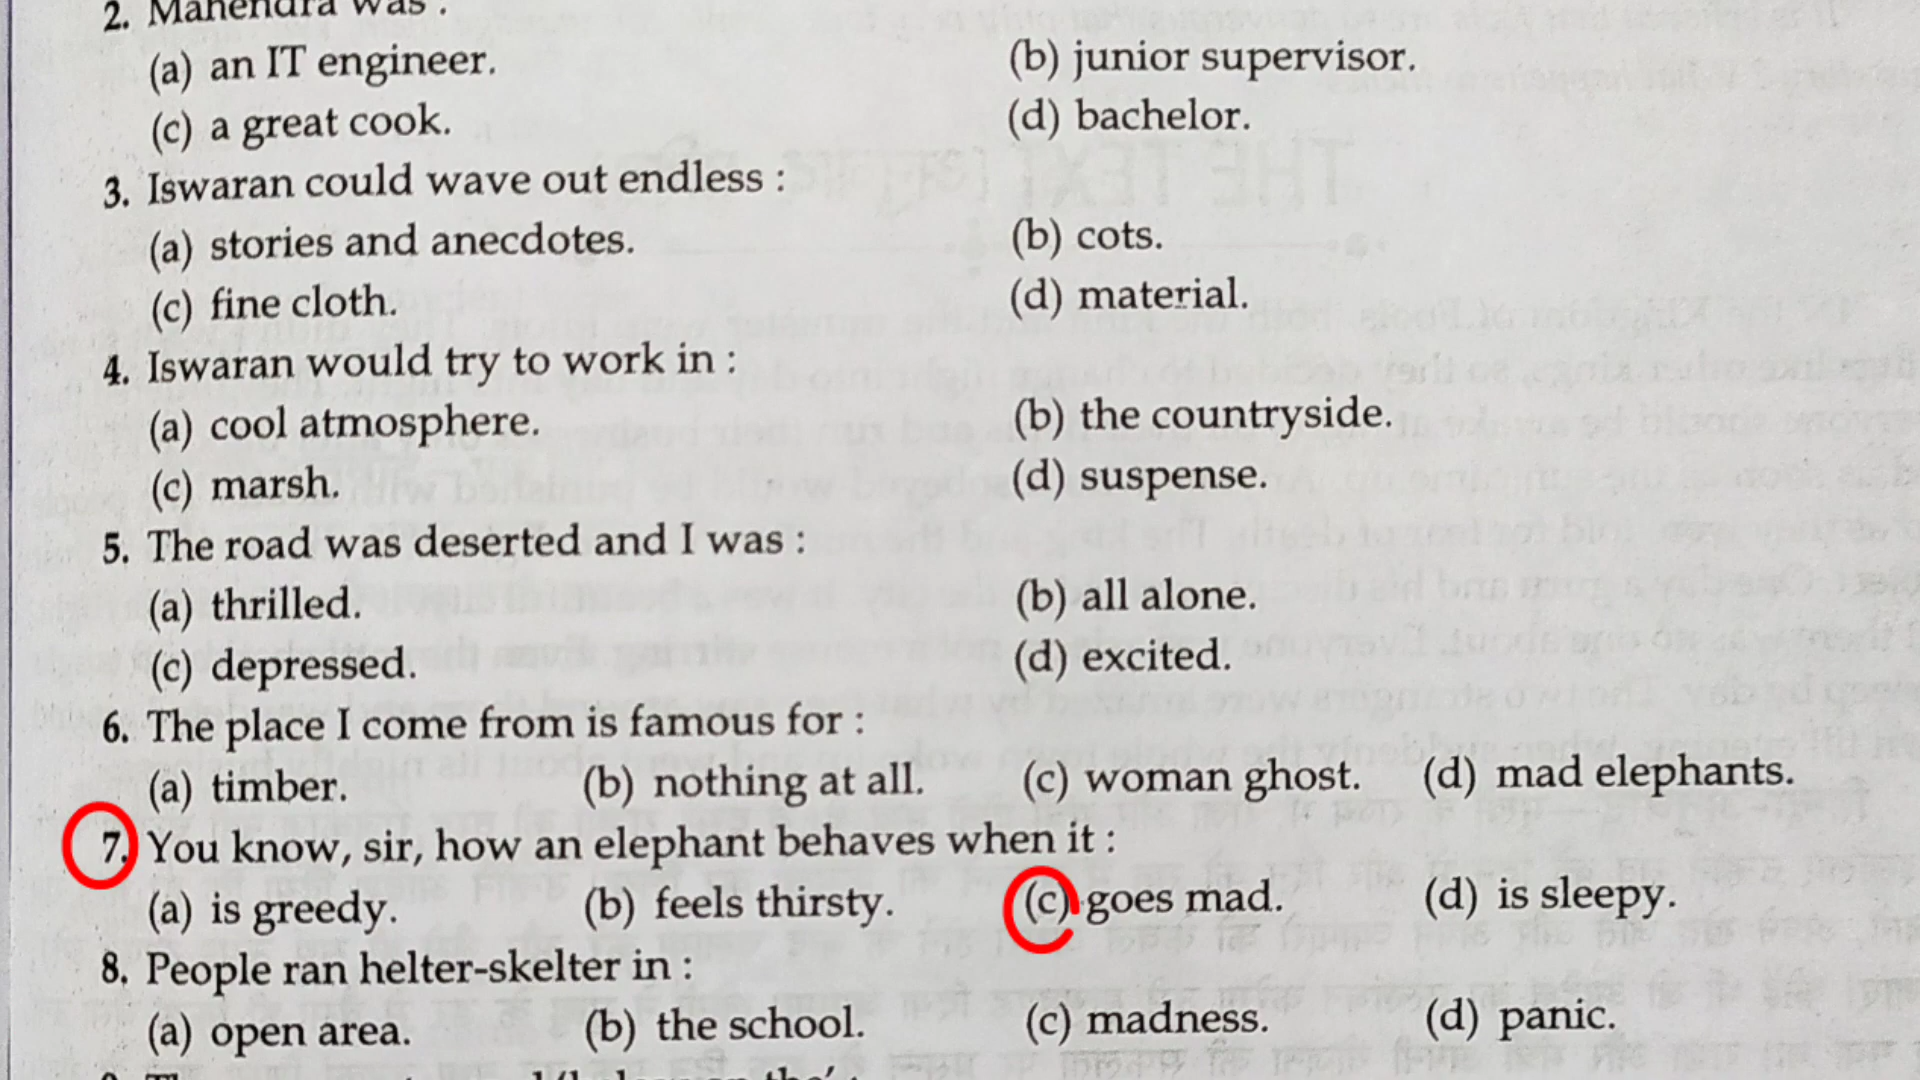 2. Mahendra was :
(a) an IT engineer. (b) junior supervisor.
(c) a great cook. (d) bachelor.
3. Iswaran could wave out endless :
(a) stories and anecdotes. (b) cots.
(c) fine cloth. (d) material.
4. Iswaran would try to work in :
(a) cool atmosphere. (b) the countryside.
(c) marsh. (d) suspense.
5. The road was deserted and I was :
(a) thrilled. (b) all alone.
(c) depressed. (d) excited.
6. The place I come from is famous for :
(a) timber. (b) nothing at all. (c) woman ghost. (d) mad elephants.
7. You know, sir, how an elephant behaves when it :
(a) is greedy. (b) feels thirsty. (c) goes mad. (d) is sleepy.
8. People ran helter-skelter in :
(a) open area. (b) the school. (c) madness. (d) panic.